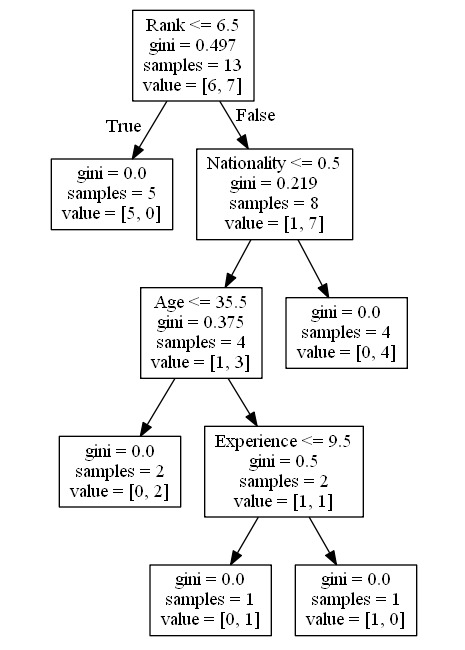 Rank <= 6.5
gini = 0.497
samples = 13
value = [6, 7]
True
False
gini = 0.0
samples = 5
value = [5, 0]
Nationality <= 0.5
gini = 0.219
samples = 8
value = [1, 7]
Age <= 35.5
gini = 0.375
samples = 4
value = [1, 3]
gini = 0.0
samples = 4
value = [0, 4]
gini = 0.0
samples = 2
value = [0, 2]
Experience <= 9.5
gini = 0.5
samples = 2
value = [1, 1]
gini = 0.0
samples = 1
value = [0, 1]
gini = 0.0
samples = 1
value = [1, 0]